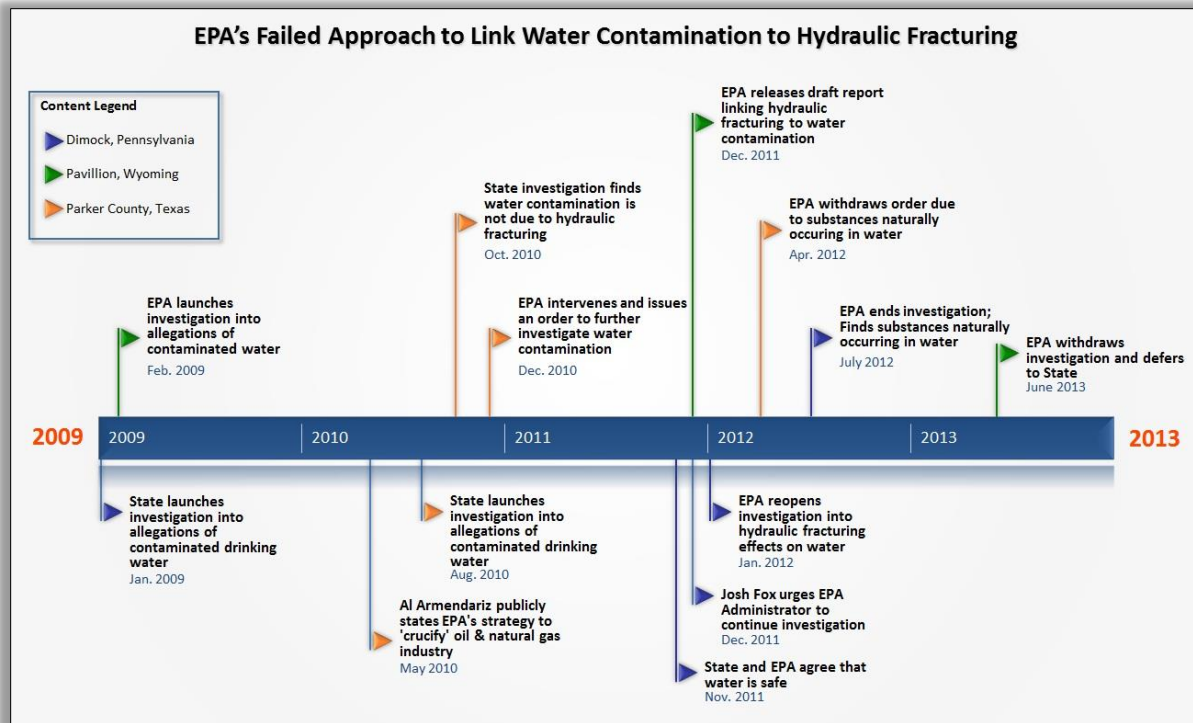 EPA's Failed Approach to Link Water Contamination to Hydraulic Fracturing
Content Legend
Dimock, Pennsylvania
Pavillion, Wyoming
Parker County, Texas
EPA releases draft report
linking hydraulic
fracturing to water
contamination
Dec. 2011
State investigation finds
water contamination is
not due to hydraulic
fracturing
Oct. 2010
EPA withdraws order due
to substances naturally
occuring in water
Apr. 2012
EPA launches
investigation into
allegations of
contaminated water
Feb. 2009
EPA intervenes and issues
an order to further
investigate water
contamination
Dec. 2010
EPA ends investigation;
Finds substances naturally
occurring in water
July 2012
EPA withdraws
investigation and defers
to State
June 2013
2009
2009
2010
2011
2012
2013
2013
State launches
investigation into
allegations of
contaminated drinking
water
Jan. 2009
State launches
investigation into
allegations of
contaminated drinking
water
Aug. 2010
EPA reopens
investigation into
hydraulic fracturing
effects on water
Jan. 2012
Al Armendariz publicly
states EPA's strategy to
'crucify' oil & natural gas
industry
May 2010
Josh Fox urges EPA
Administrator to
continue investigation
Dec. 2011
State and EPA agree that
water is safe
Nov. 2011